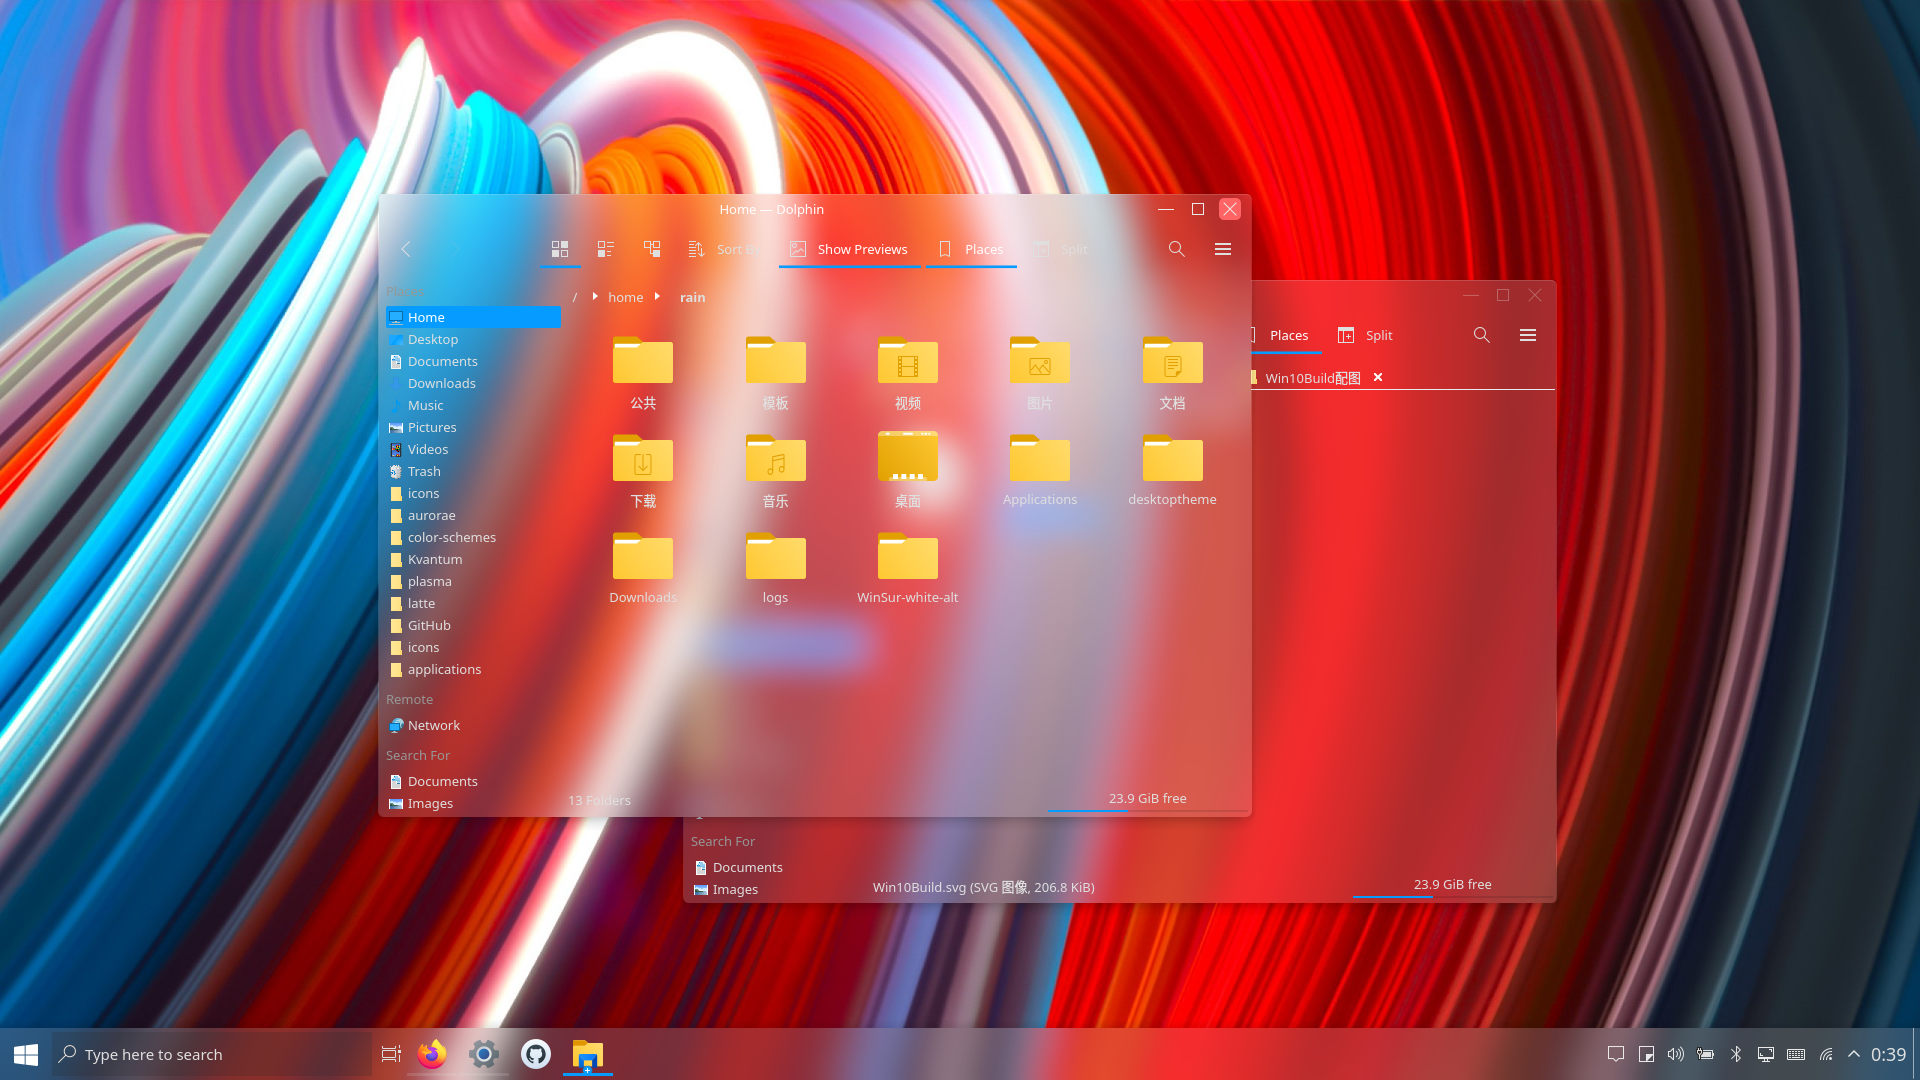 Home — Dolphin
Sort By
Show Previews
Places
Split
Places
/ home rain
Home
Desktop
Documents
Downloads
Music
Pictures
Videos
Trash
icons
aurorae
color-schemes
Kvantum
plasma
latte
GitHub
icons
applications
Remote
Network
Search For
Documents
Images
公共
模板
视频
图片
文档
下载
音乐
桌面
Applications
desktoptheme
Downloads
logs
WinSur-white-alt
13 Folders
23.9 GiB free
Places
Split
Win10Build配图
Search For
Documents
Images
Win10Build.svg (SVG 图像, 206.8 KiB)
23.9 GiB free
Type here to search
0:39